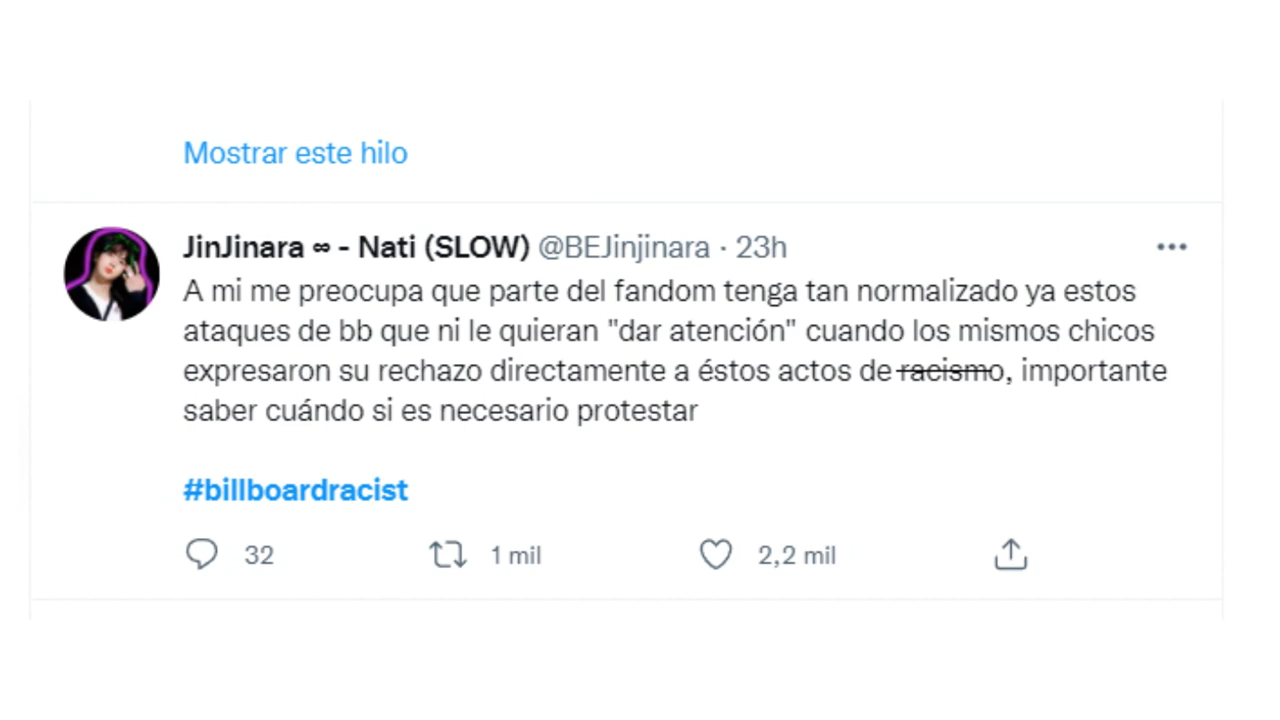 Mostrar este hilo
JinJinara ∞ - Nati (SLOW) @BEJinjinara · 23h
A mi me preocupa que parte del fandom tenga tan normalizado ya estos
ataques de bb que ni le quieran "dar atención" cuando los mismos chicos
expresaron su rechazo directamente a éstos actos de racismo, importante
saber cuándo si es necesario protestar
#billboardracist
32 1 mil 2,2 mil